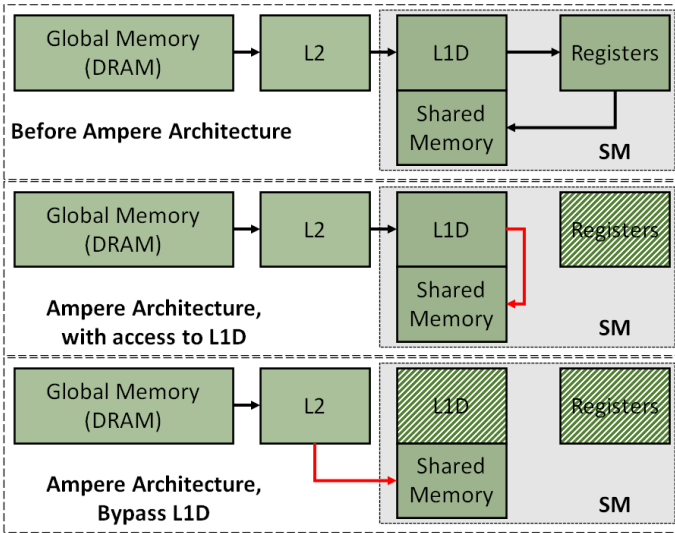 Global Memory
(DRAM)
L2
L1D
Registers
Shared
Memory
Before Ampere Architecture
SM
Global Memory
(DRAM)
L2
L1D
Registers
Shared
Memory
Ampere Architecture,
with access to L1D
SM
Global Memory
(DRAM)
L2
L1D
Registers
Shared
Memory
Ampere Architecture,
Bypass L1D
SM